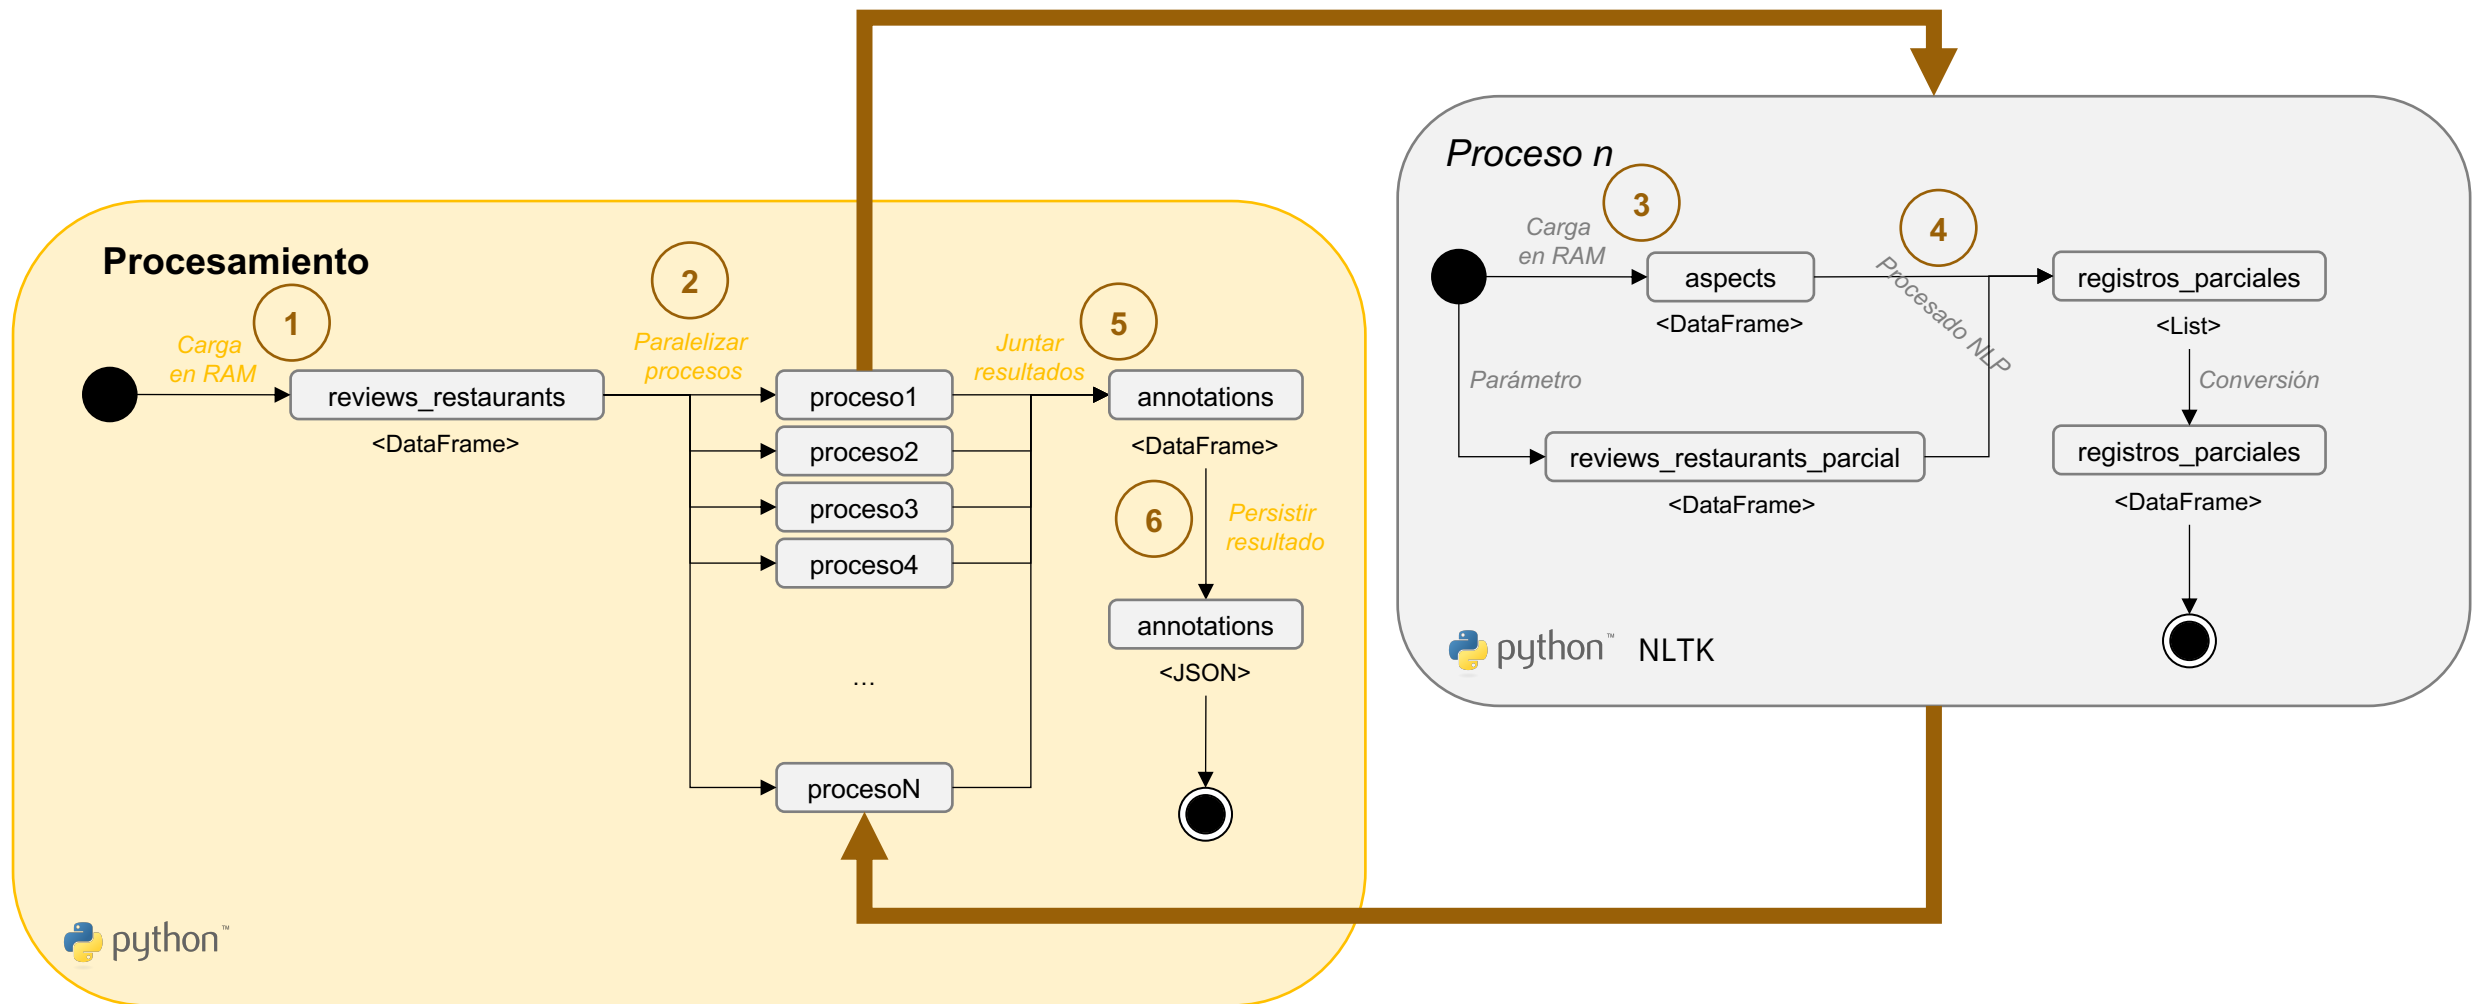 Procesamiento
1
Carga
en RAM
reviews_restaurants
<DataFrame>
2
Paralelizar
procesos
proceso1
proceso2
proceso3
proceso4
...
procesoN
5
Juntar
resultados
annotations
<DataFrame>
6
Persistir
resultado
annotations
<JSON>
python™
Proceso n
3
Carga
en RAM
aspects
<DataFrame>
4
Procesado NLP
Parámetro
reviews_restaurants_parcial
<DataFrame>
registros_parciales
<List>
Conversión
registros_parciales
<DataFrame>
python™ NLTK